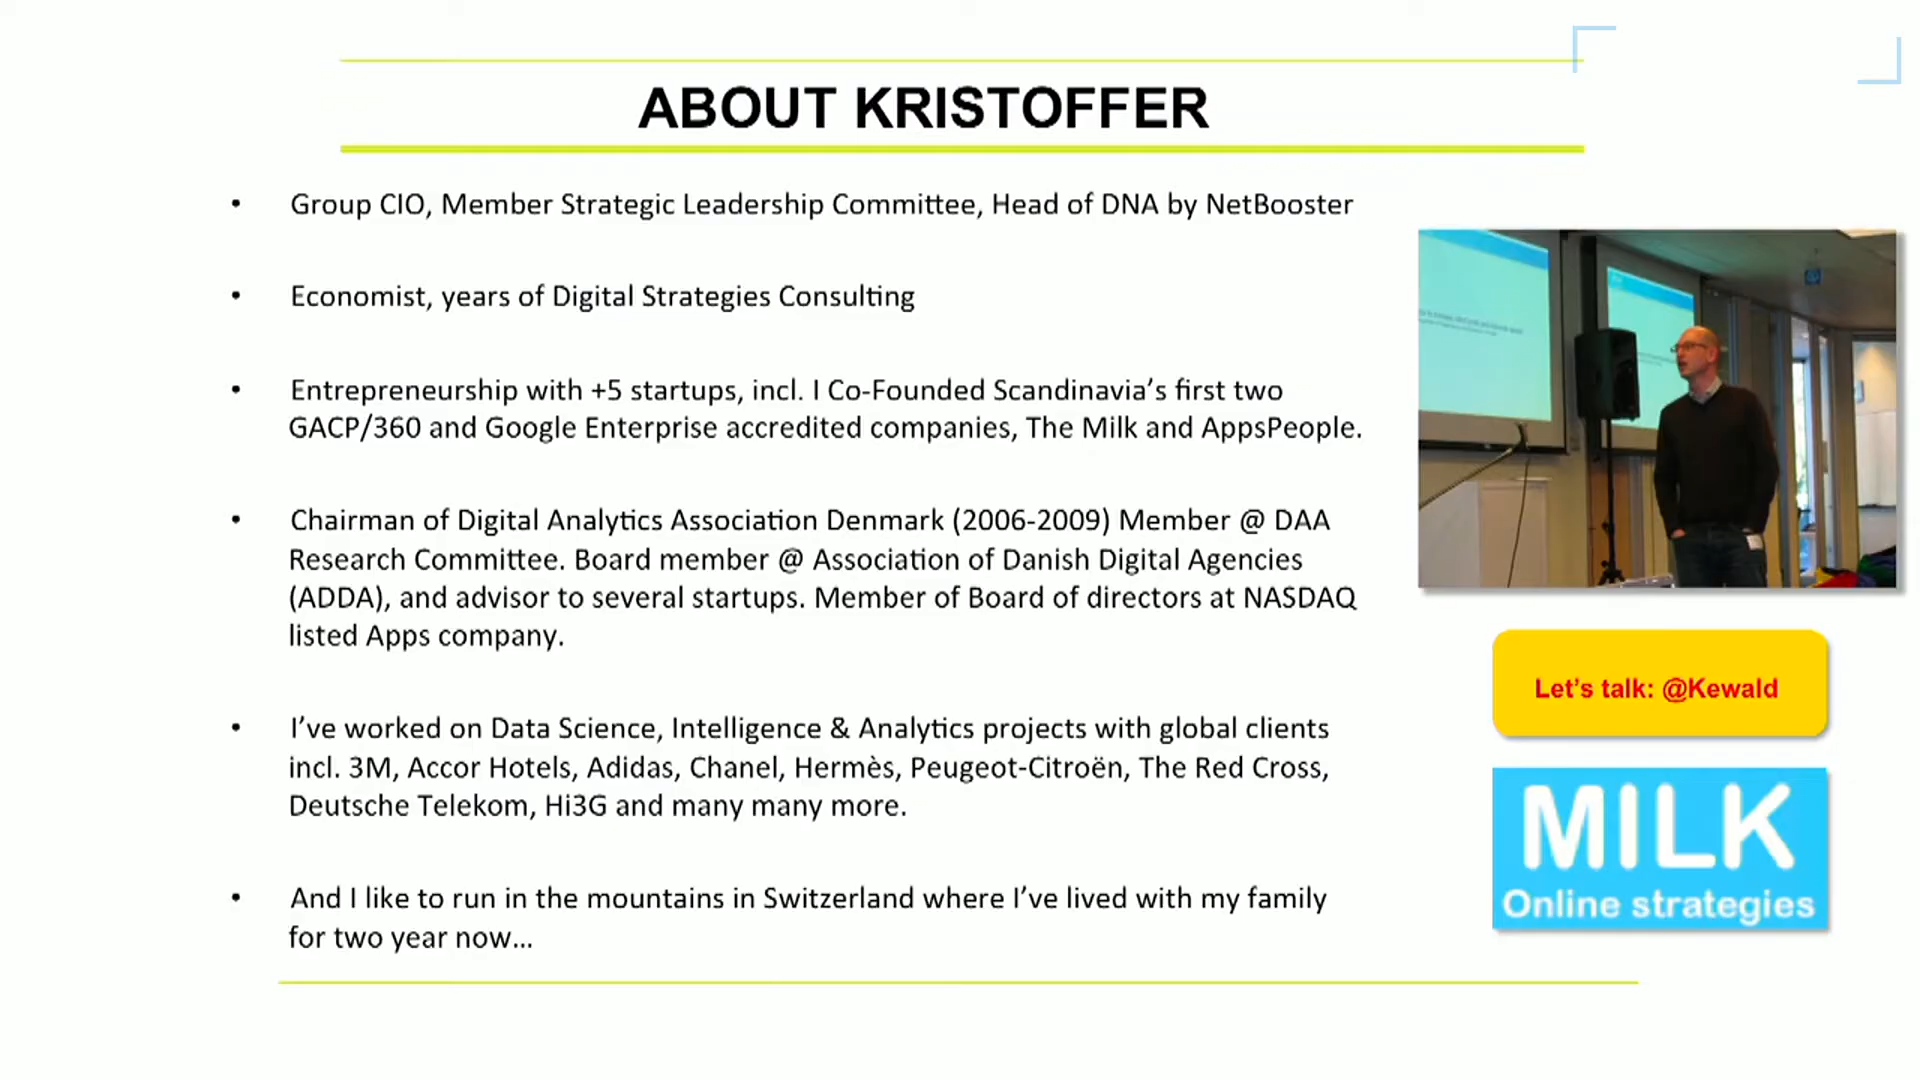 ABOUT KRISTOFFER
• Group CIO, Member Strategic Leadership Committee, Head of DNA by NetBooster
• Economist, years of Digital Strategies Consulting
• Entrepreneurship with +5 startups, incl. I Co-Founded Scandinavia’s first two
GACP/360 and Google Enterprise accredited companies, The Milk and AppsPeople.
• Chairman of Digital Analytics Association Denmark (2006-2009) Member @ DAA
Research Committee. Board member @ Association of Danish Digital Agencies
(ADDA), and advisor to several startups. Member of Board of directors at NASDAQ
listed Apps company.
• I’ve worked on Data Science, Intelligence & Analytics projects with global clients
incl. 3M, Accor Hotels, Adidas, Chanel, Hermès, Peugeot-Citroën, The Red Cross,
Deutsche Telekom, Hi3G and many many more.
• And I like to run in the mountains in Switzerland where I’ve lived with my family
for two year now...
Let’s talk: @Kewald
MILK
Online strategies